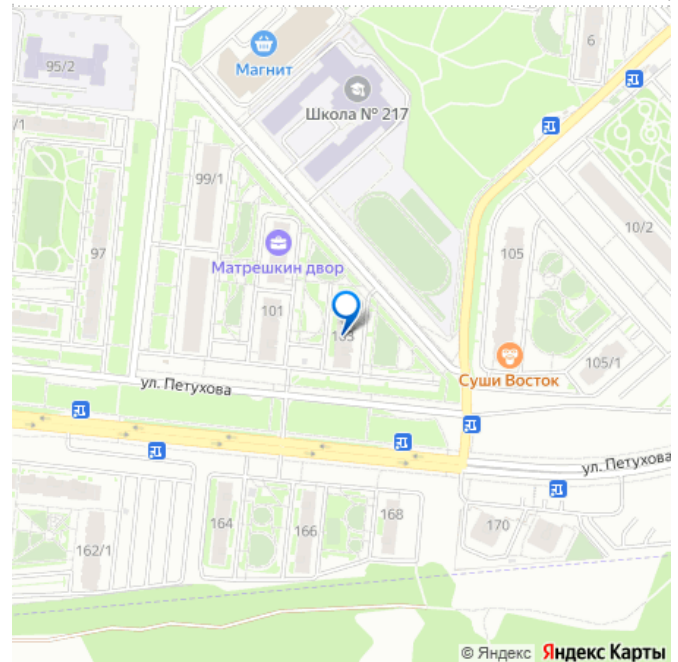 6
95/2
Магнит
Школа № 217
/1
99/1
10/2
97
Матрешкин двор
105
101
103
105/1
Суши Восток
ул. Петухова
ул. Петухова
164
166
168
170
162/1
© Яндекс Яндекс Карты